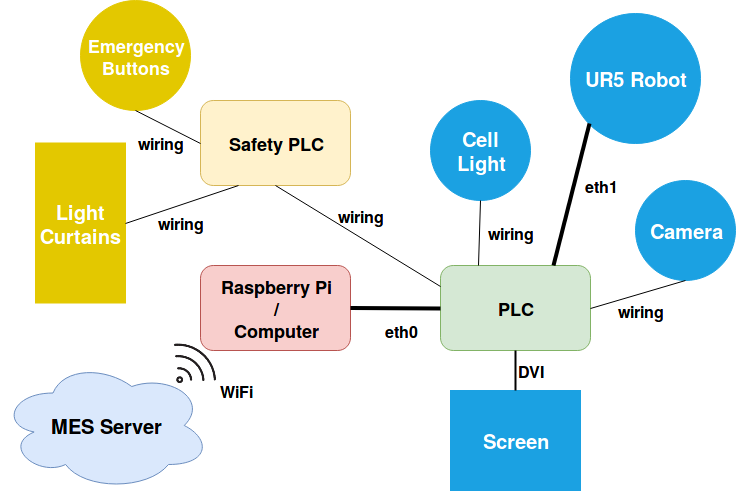 Emergency
Buttons
UR5 Robot
Safety PLC
wiring
Cell
Light
eth1
Light
Curtains
wiring
wiring
wiring
Camera
Raspberry Pi
/
Computer
PLC
wiring
eth0
DVI
WiFi
MES Server
Screen